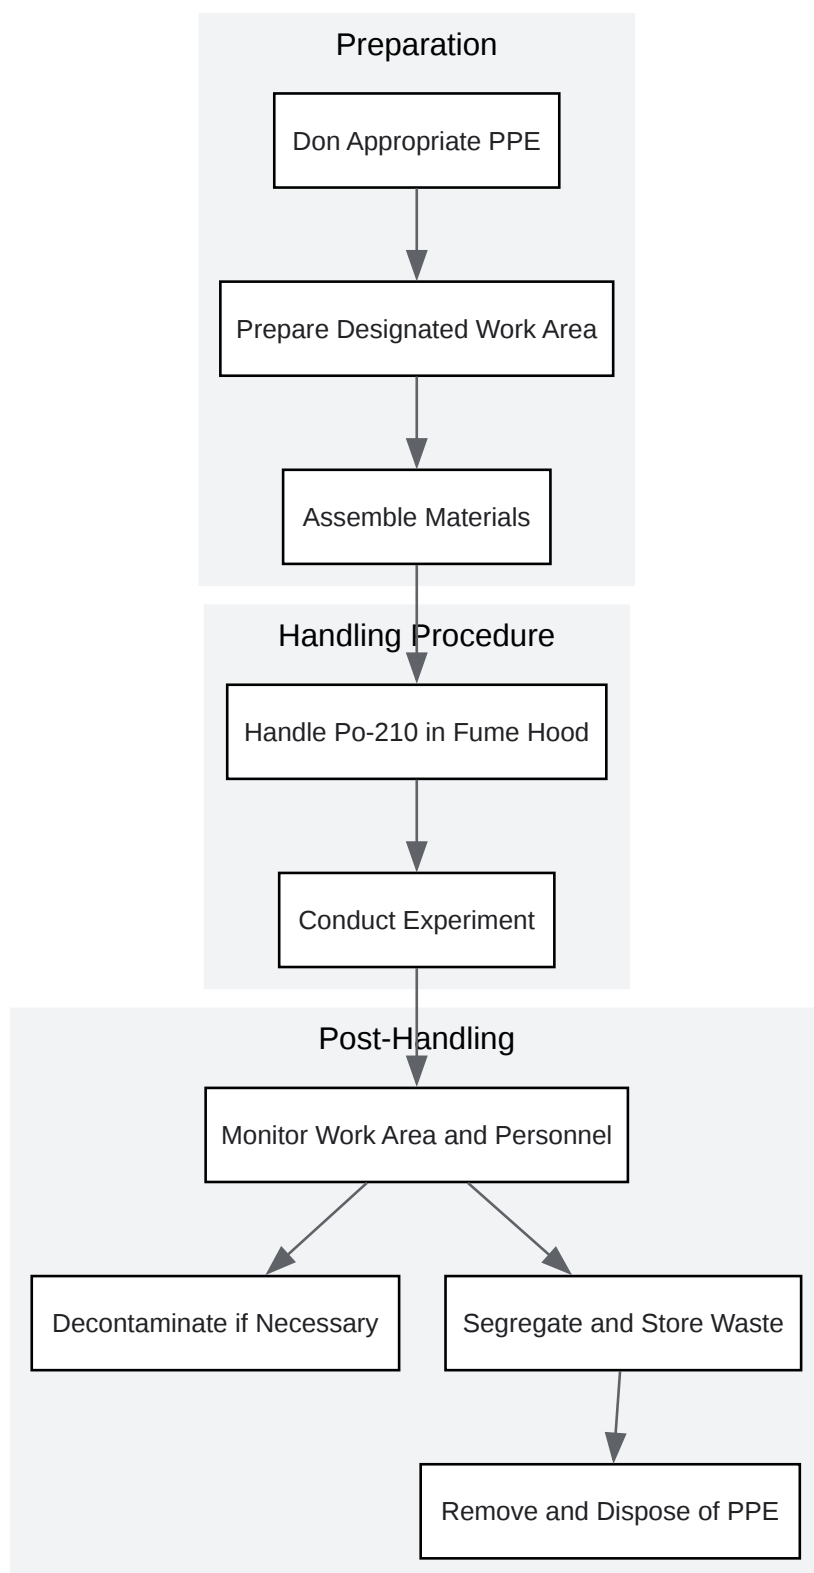 Preparation
Don Appropriate PPE
Prepare Designated Work Area
Assemble Materials
Handling Procedure
Handle Po-210 in Fume Hood
Conduct Experiment
Post-Handling
Monitor Work Area and Personnel
Decontaminate if Necessary
Segregate and Store Waste
Remove and Dispose of PPE